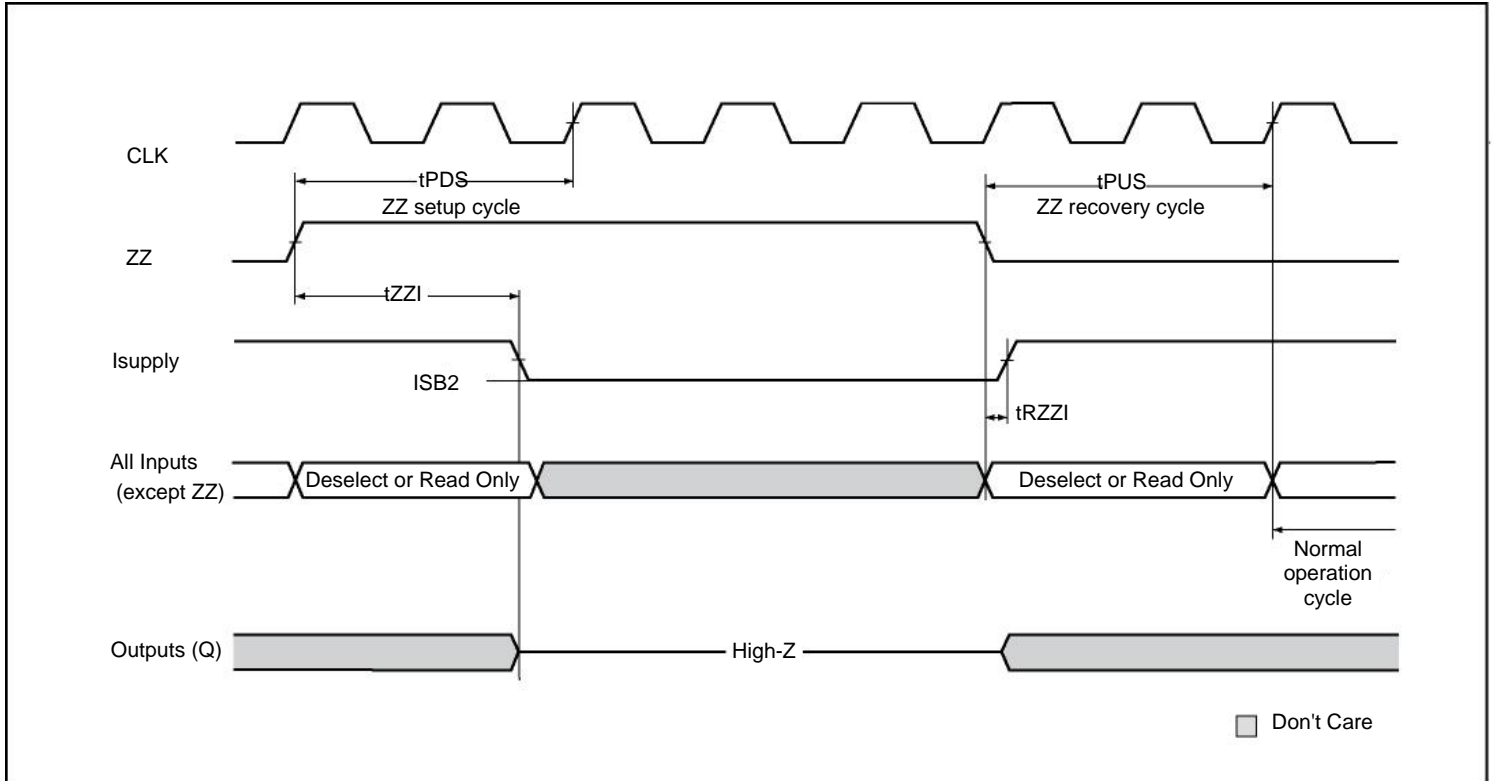 CLK
tPDS
tPUS
ZZ setup cycle
ZZ recovery cycle
ZZ
tZZI
Isupply
ISB2
tRZZI
All Inputs
(except ZZ)
Deselect or Read Only
Deselect or Read Only
Normal
operation
cycle
Outputs (Q)
High-Z
Don't Care